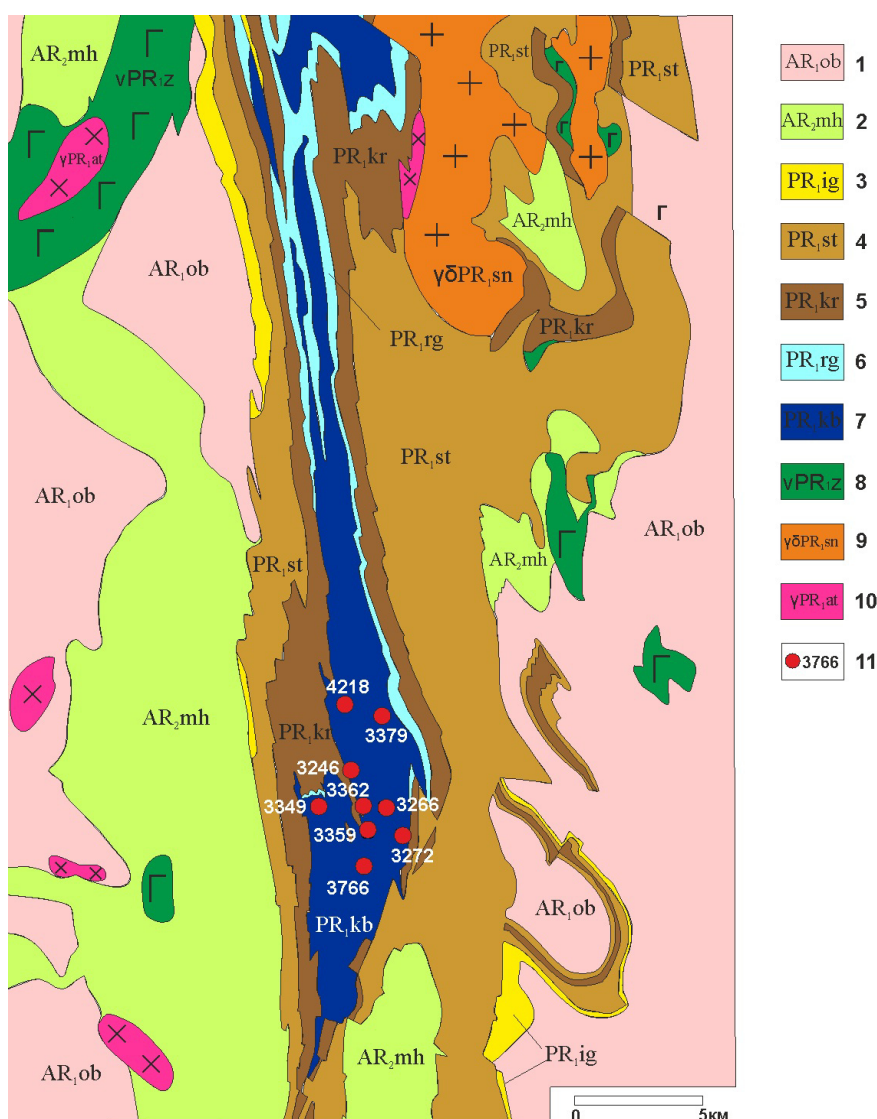 AR₂mh
νPR₁z
γPR₁at
PR₁st
PR₁st
PR₁kr
AR₂mh
AR₁ob
γδPR₁sn
PR₁kr
PR₁rg
PR₁st
AR₁ob
AR₁ob
AR₂mh
PR₁st
4218
AR₂mh
PR₁kr
3379
3246
3362
3349
3266
3359
3272
3766
AR₁ob
PR₁kb
PR₁ig
AR₂mh
AR₁ob
0 5км
AR₁ob 1
AR₂mh 2
PR₁ig 3
PR₁st 4
PR₁kr 5
PR₁rg 6
PR₁kb 7
νPR₁z 8
γδPR₁sn 9
γPR₁at 10
3766 11